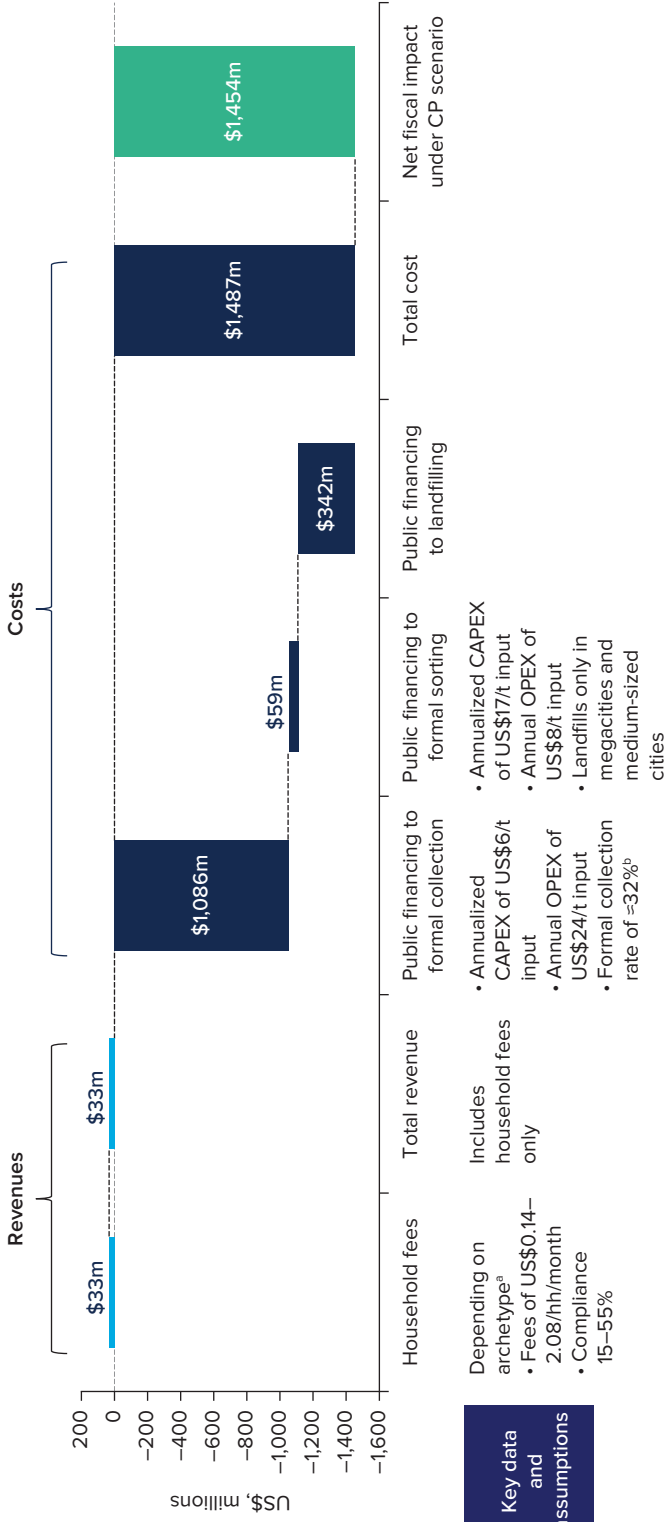 Revenues
Costs
US$, millions
200
0
−200
−400
−600
−800
−1,000
−1,200
−1,400
−1,600
$33m
$33m
$1,086m
$59m
$342m
$1,487m
$1,454m
Household fees
Total revenue
Public financing to
formal collection
Public financing to
formal sorting
Public financing
to landfilling
Total cost
Net fiscal impact
under CP scenario
Key data
and
assumptions
Depending on
archetypeᵃ
• Fees of US$0.14–
2.08/hh/month
• Compliance
15–55%
Includes
household fees
only
• Annualized
CAPEX of US$6/t
input
• Annual OPEX of
US$24/t input
• Formal collection
rate of ≈32%ᵇ
• Annualized CAPEX
of US$17/t input
• Annual OPEX of
US$8/t input
• Landfills only in
megacities and
medium-sized
cities